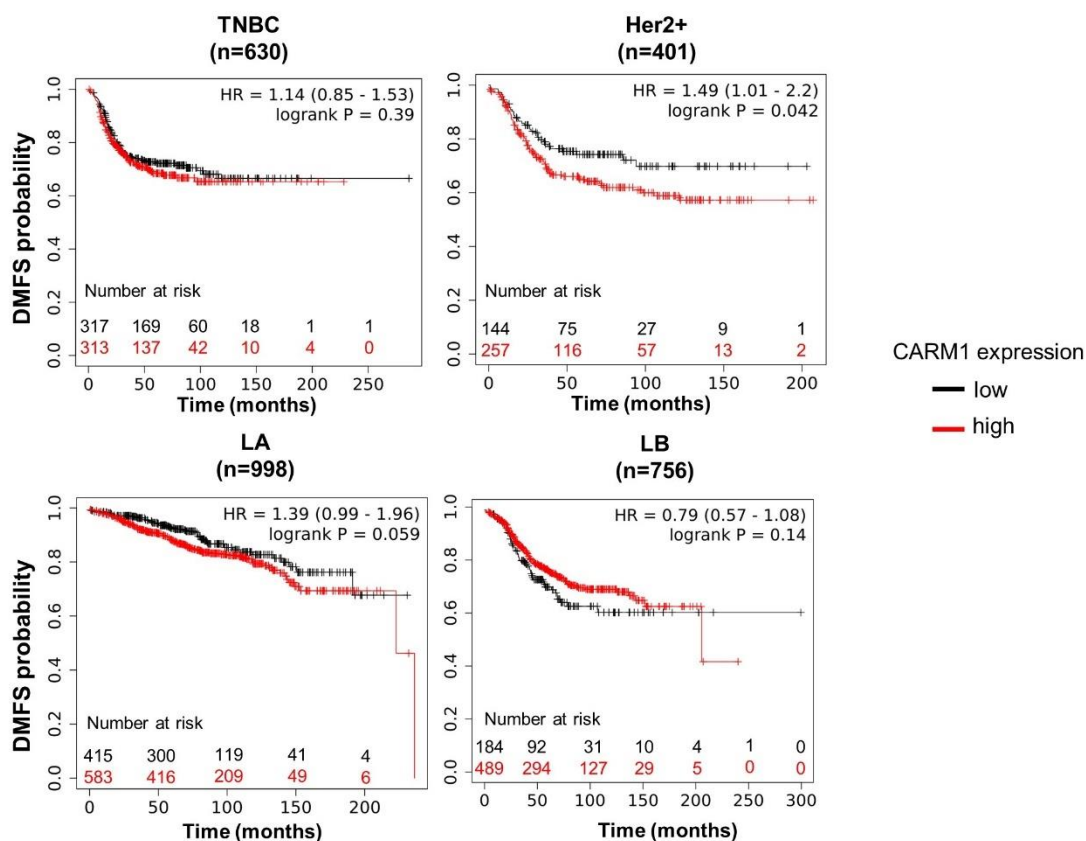 TNBC
(n=630)
HR = 1.14 (0.85 - 1.53)
logrank P = 0.39
DMFS probability
0.0 0.2 0.4 0.6 0.8 1.0
Number at risk
317 169 60 18 1 1
313 137 42 10 4 0
0 50 100 150 200 250
Time (months)
Her2+
(n=401)
HR = 1.49 (1.01 - 2.2)
logrank P = 0.042
0.0 0.2 0.4 0.6 0.8 1.0
Number at risk
144 75 27 9 1
257 116 57 13 2
0 50 100 150 200
Time (months)
CARM1 expression
low
high
LA
(n=998)
HR = 1.39 (0.99 - 1.96)
logrank P = 0.059
DMFS probability
0.0 0.2 0.4 0.6 0.8 1.0
Number at risk
415 300 119 41 4
583 416 209 49 6
0 50 100 150 200
Time (months)
LB
(n=756)
HR = 0.79 (0.57 - 1.08)
logrank P = 0.14
0.0 0.2 0.4 0.6 0.8 1.0
Number at risk
184 92 31 10 4 1 0
489 294 127 29 5 0 0
0 50 100 150 200 250 300
Time (months)